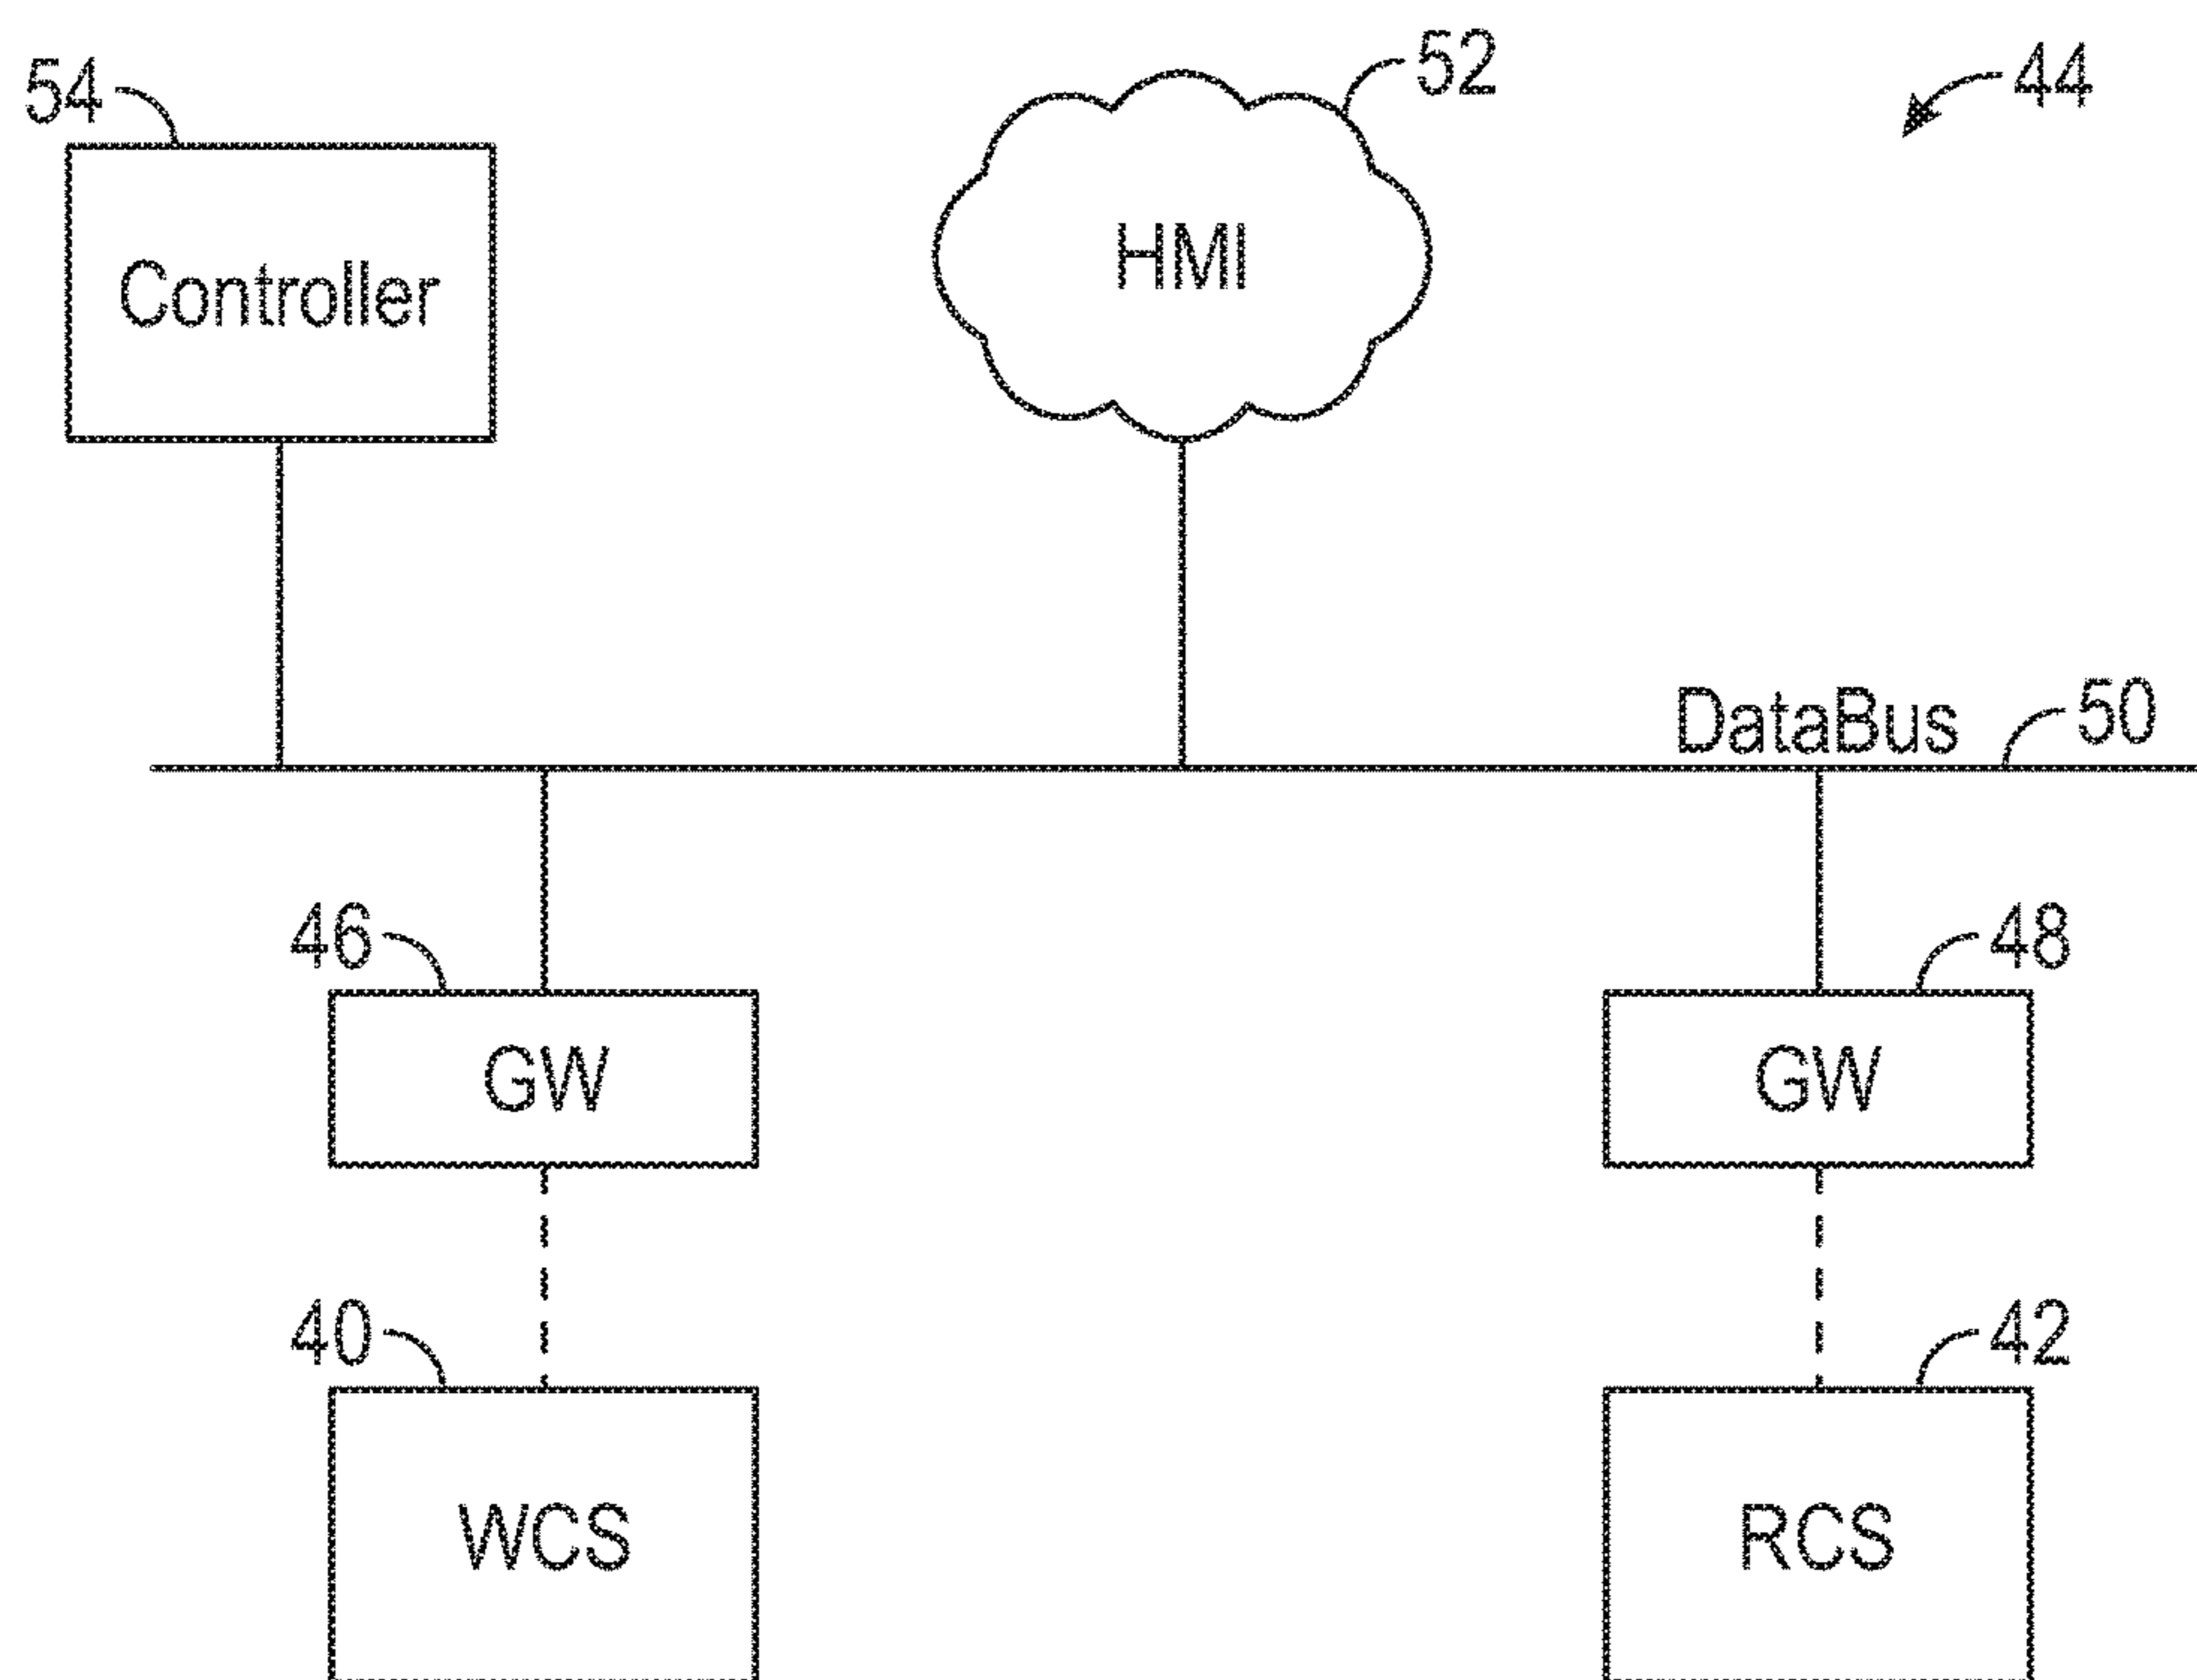 54
52
44
Controller
HMI
DataBus
50
46
48
GW
GW
40
42
WCS
RCS